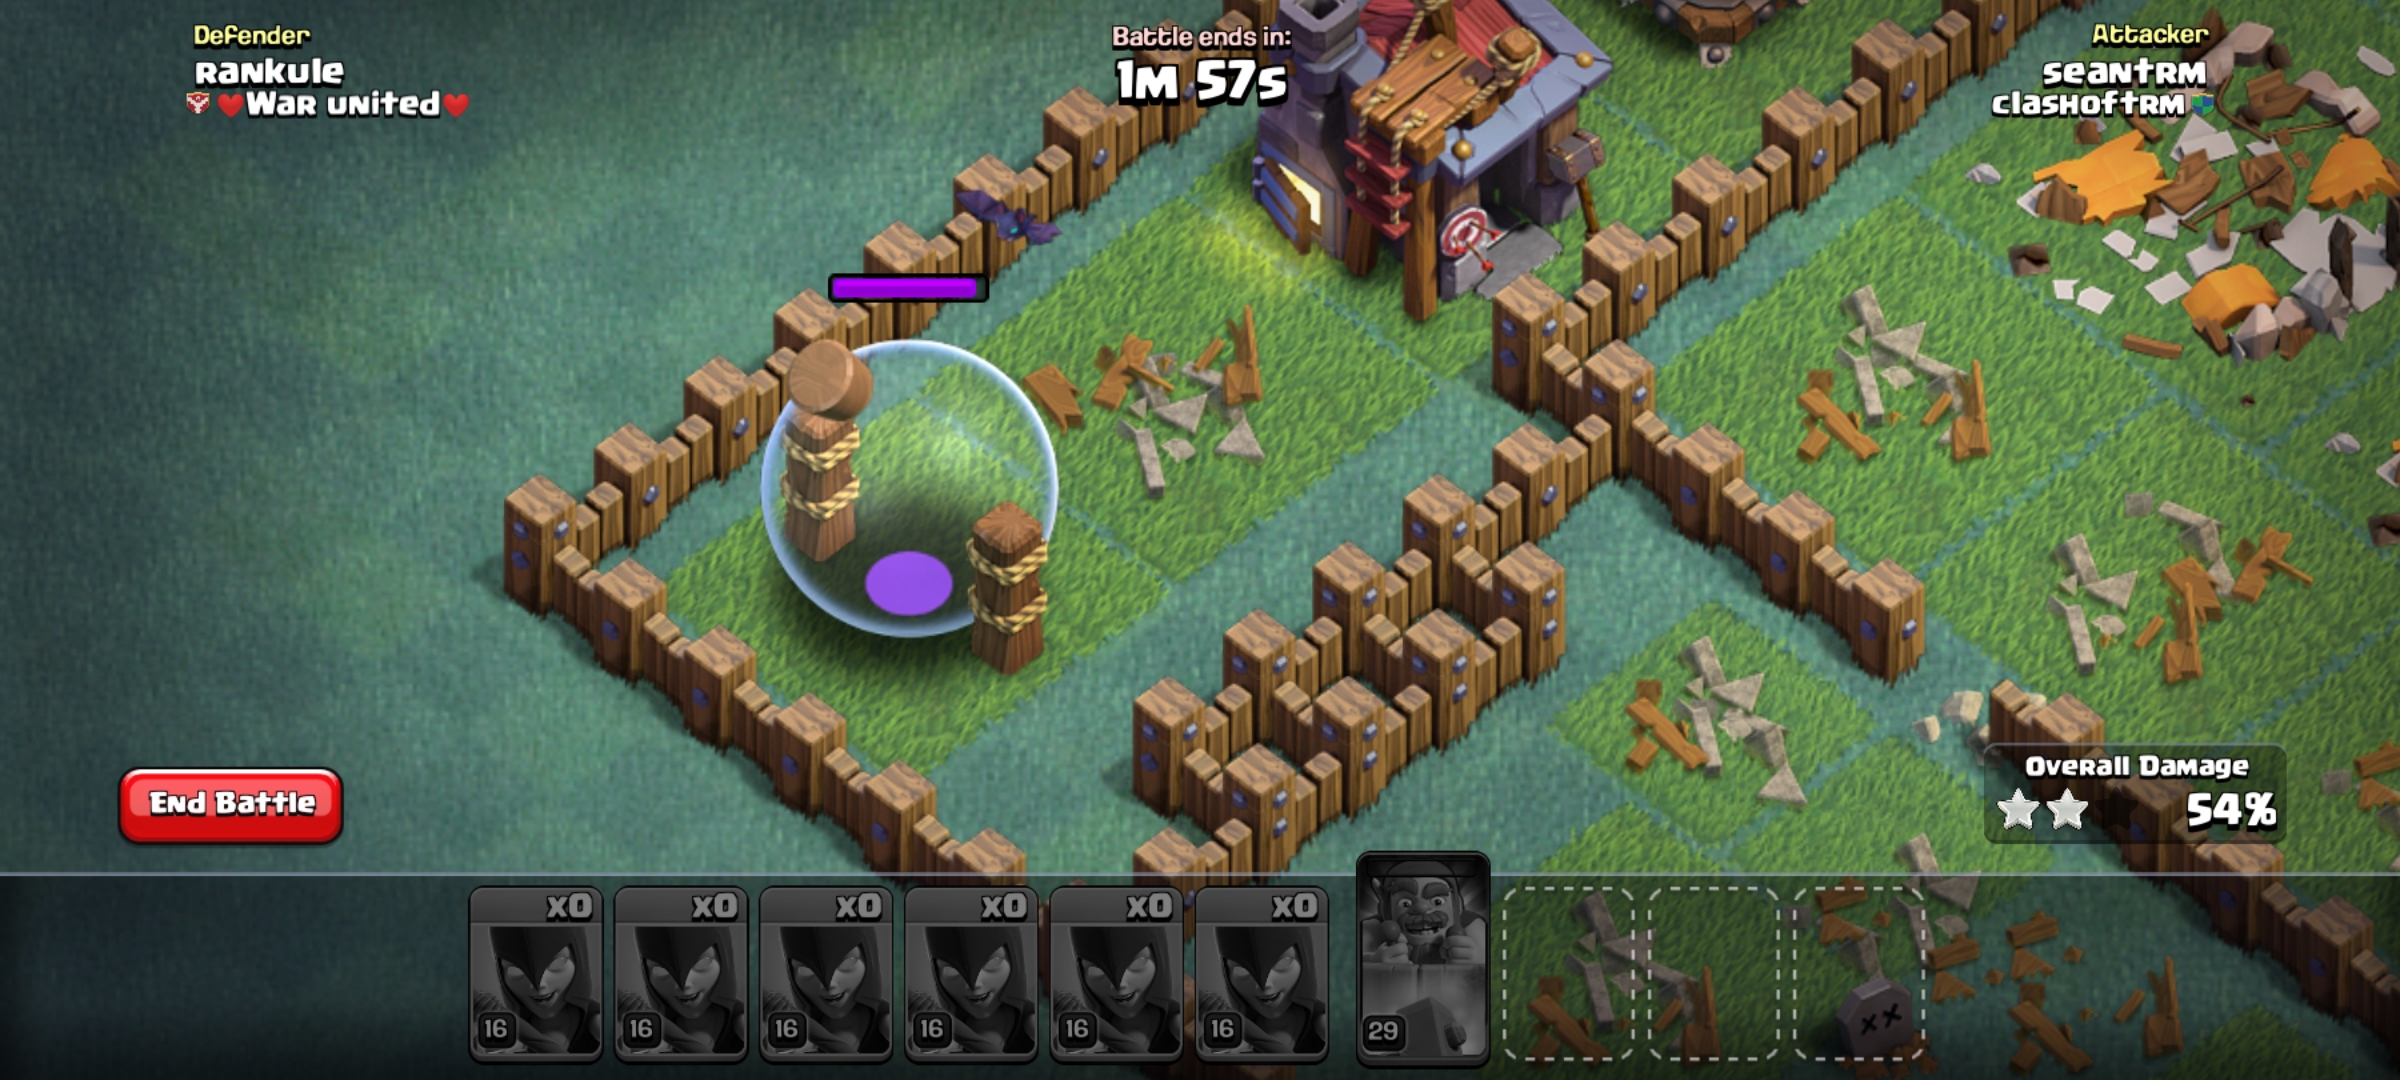 Defender
Rankule
❤️War united❤️
Battle ends in:
1M 57s
Attacker
seantRM
clashoftRM
End Battle
Overall Damage
54%
x0
x0
x0
x0
x0
x0
16
16
16
16
16
16
29